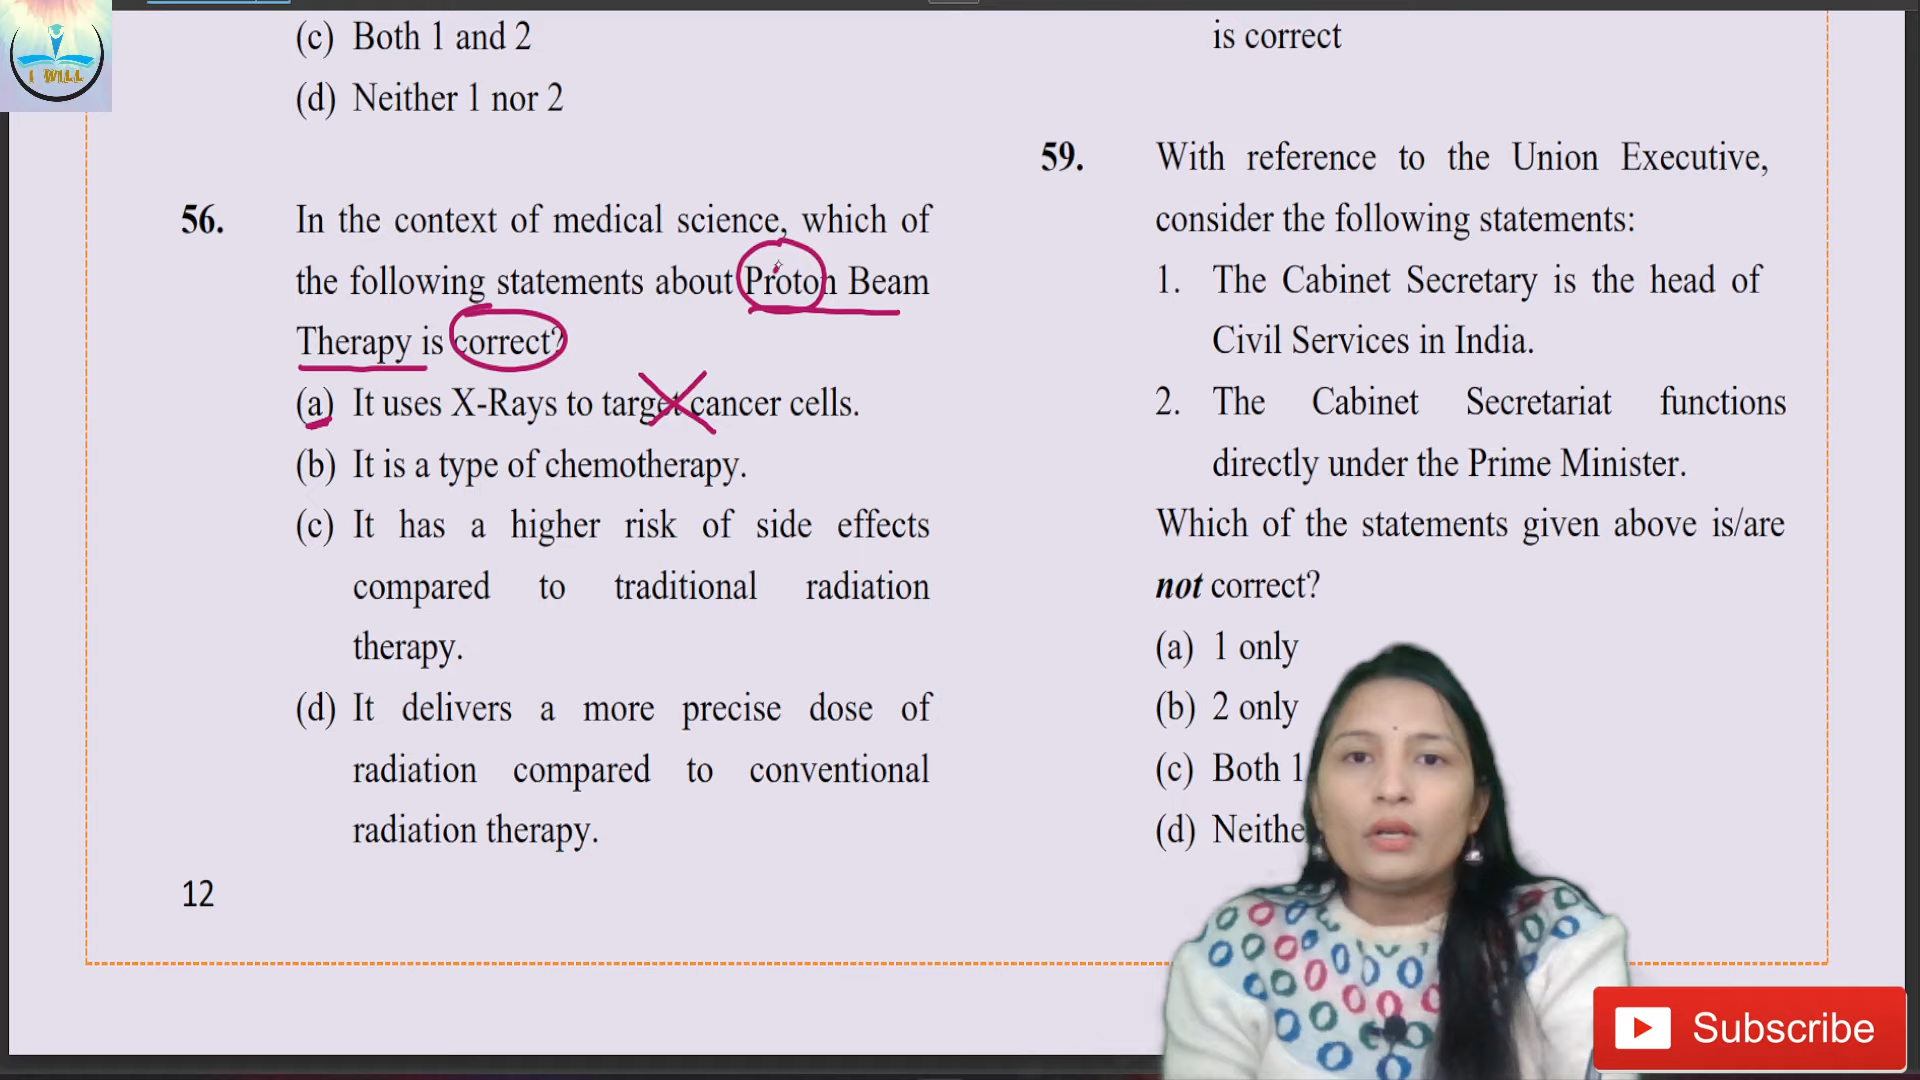 I WILL
(c) Both 1 and 2
(d) Neither 1 nor 2
56. In the context of medical science, which of
the following statements about Proton Beam
Therapy is correct?
(a) It uses X-Rays to target cancer cells.
(b) It is a type of chemotherapy.
(c) It has a higher risk of side effects
compared to traditional radiation
therapy.
(d) It delivers a more precise dose of
radiation compared to conventional
radiation therapy.
12
is correct
59. With reference to the Union Executive,
consider the following statements:
1. The Cabinet Secretary is the head of
Civil Services in India.
2. The Cabinet Secretariat functions
directly under the Prime Minister.
Which of the statements given above is/are
not correct?
(a) 1 only
(b) 2 only
(c) Both 1
(d) Neithe
Subscribe